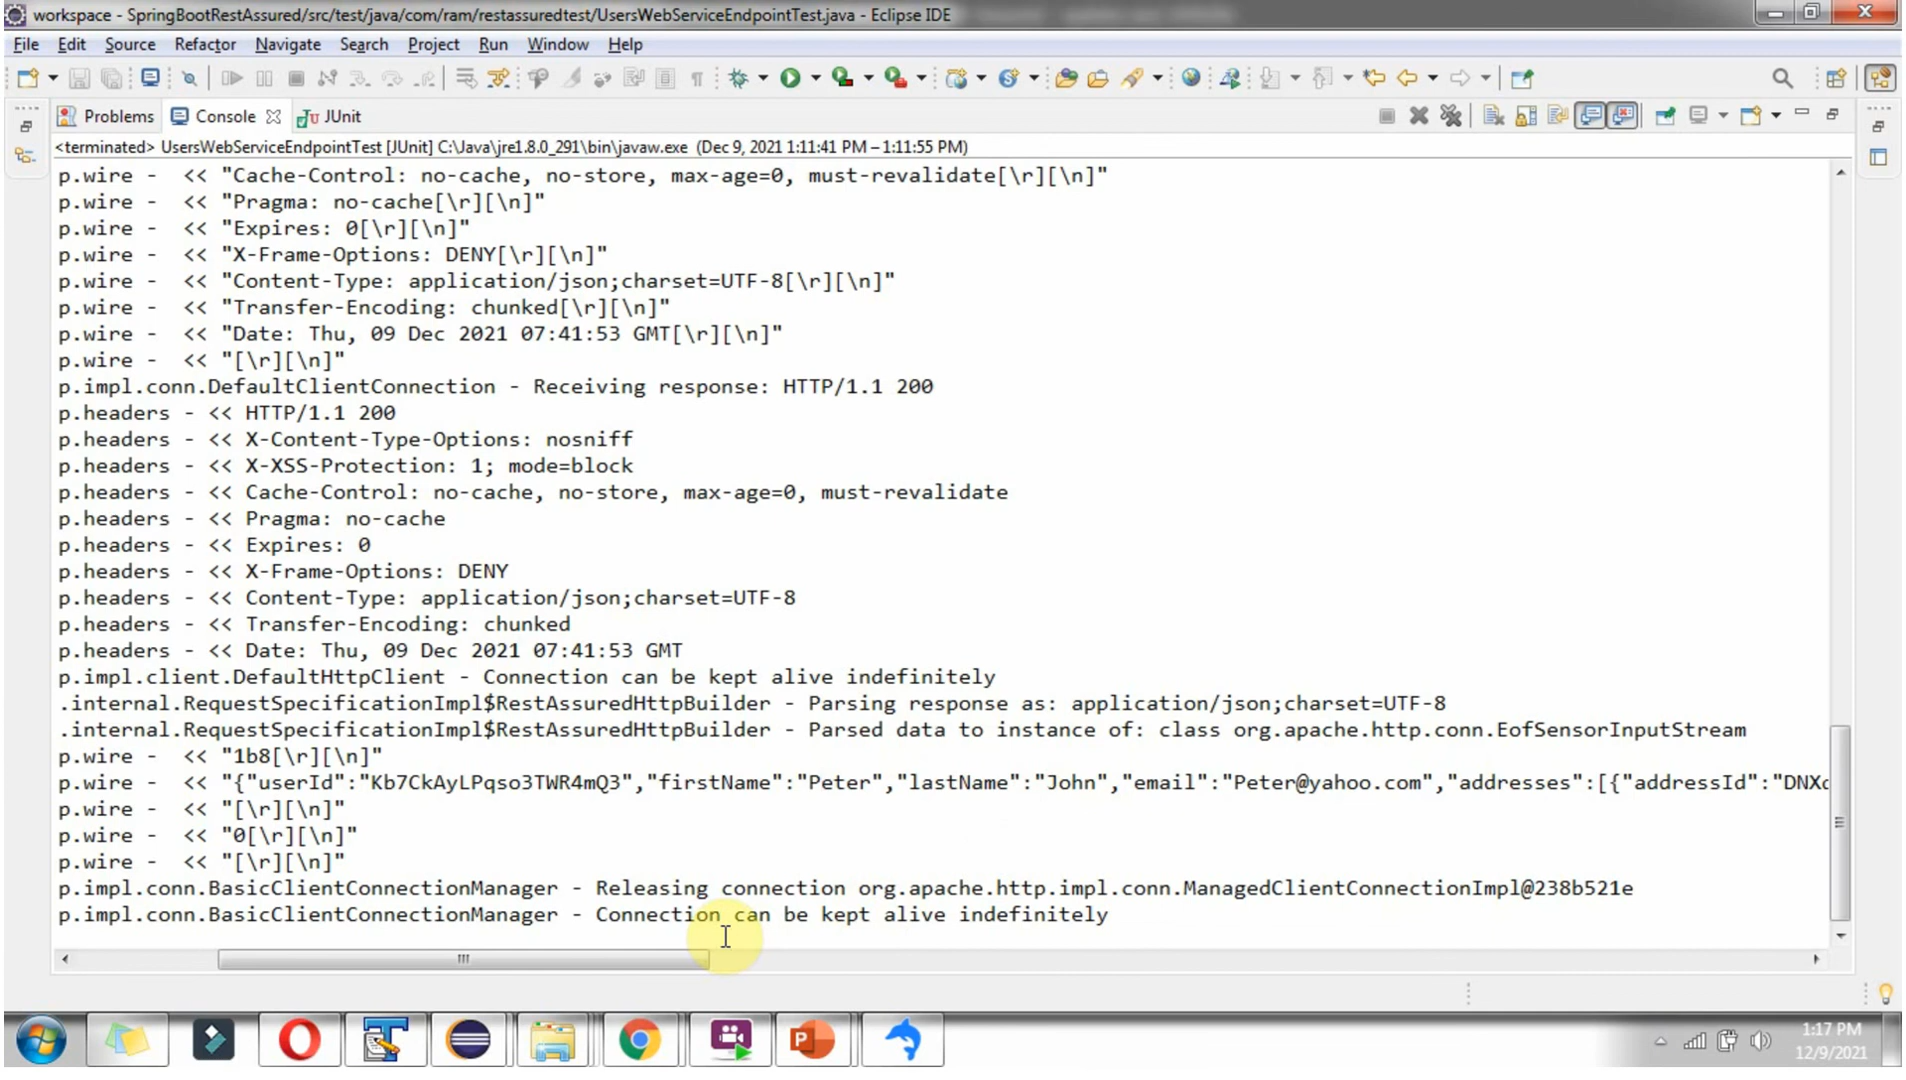 workspace - SpringBootRestAssured/src/test/java/com/ram/restassuredtest/UsersWebServiceEndpointTest.java - Eclipse IDE
File Edit Source Refactor Navigate Search Project Run Window Help
Problems Console JUnit
<terminated> UsersWebServiceEndpointTest [JUnit] C:\Java\jre1.8.0_291\bin\javaw.exe (Dec 9, 2021 1:11:41 PM – 1:11:55 PM)
p.wire -  << "Cache-Control: no-cache, no-store, max-age=0, must-revalidate[\r][\n]"
p.wire -  << "Pragma: no-cache[\r][\n]"
p.wire -  << "Expires: 0[\r][\n]"
p.wire -  << "X-Frame-Options: DENY[\r][\n]"
p.wire -  << "Content-Type: application/json;charset=UTF-8[\r][\n]"
p.wire -  << "Transfer-Encoding: chunked[\r][\n]"
p.wire -  << "Date: Thu, 09 Dec 2021 07:41:53 GMT[\r][\n]"
p.wire -  << "[\r][\n]"
p.impl.conn.DefaultClientConnection - Receiving response: HTTP/1.1 200
p.headers - << HTTP/1.1 200
p.headers - << X-Content-Type-Options: nosniff
p.headers - << X-XSS-Protection: 1; mode=block
p.headers - << Cache-Control: no-cache, no-store, max-age=0, must-revalidate
p.headers - << Pragma: no-cache
p.headers - << Expires: 0
p.headers - << X-Frame-Options: DENY
p.headers - << Content-Type: application/json;charset=UTF-8
p.headers - << Transfer-Encoding: chunked
p.headers - << Date: Thu, 09 Dec 2021 07:41:53 GMT
p.impl.client.DefaultHttpClient - Connection can be kept alive indefinitely
.internal.RequestSpecificationImpl$RestAssuredHttpBuilder - Parsing response as: application/json;charset=UTF-8
.internal.RequestSpecificationImpl$RestAssuredHttpBuilder - Parsed data to instance of: class org.apache.http.conn.EofSensorInputStream
p.wire -  << "1b8[\r][\n]"
p.wire -  << "{"userId":"Kb7CkAyLPqso3TWR4mQ3","firstName":"Peter","lastName":"John","email":"Peter@yahoo.com","addresses":[{"addressId":"DNX
p.wire -  << "[\r][\n]"
p.wire -  << "0[\r][\n]"
p.wire -  << "[\r][\n]"
p.impl.conn.BasicClientConnectionManager - Releasing connection org.apache.http.impl.conn.ManagedClientConnectionImpl@238b521e
p.impl.conn.BasicClientConnectionManager - Connection can be kept alive indefinitely
1:17 PM
12/9/2021